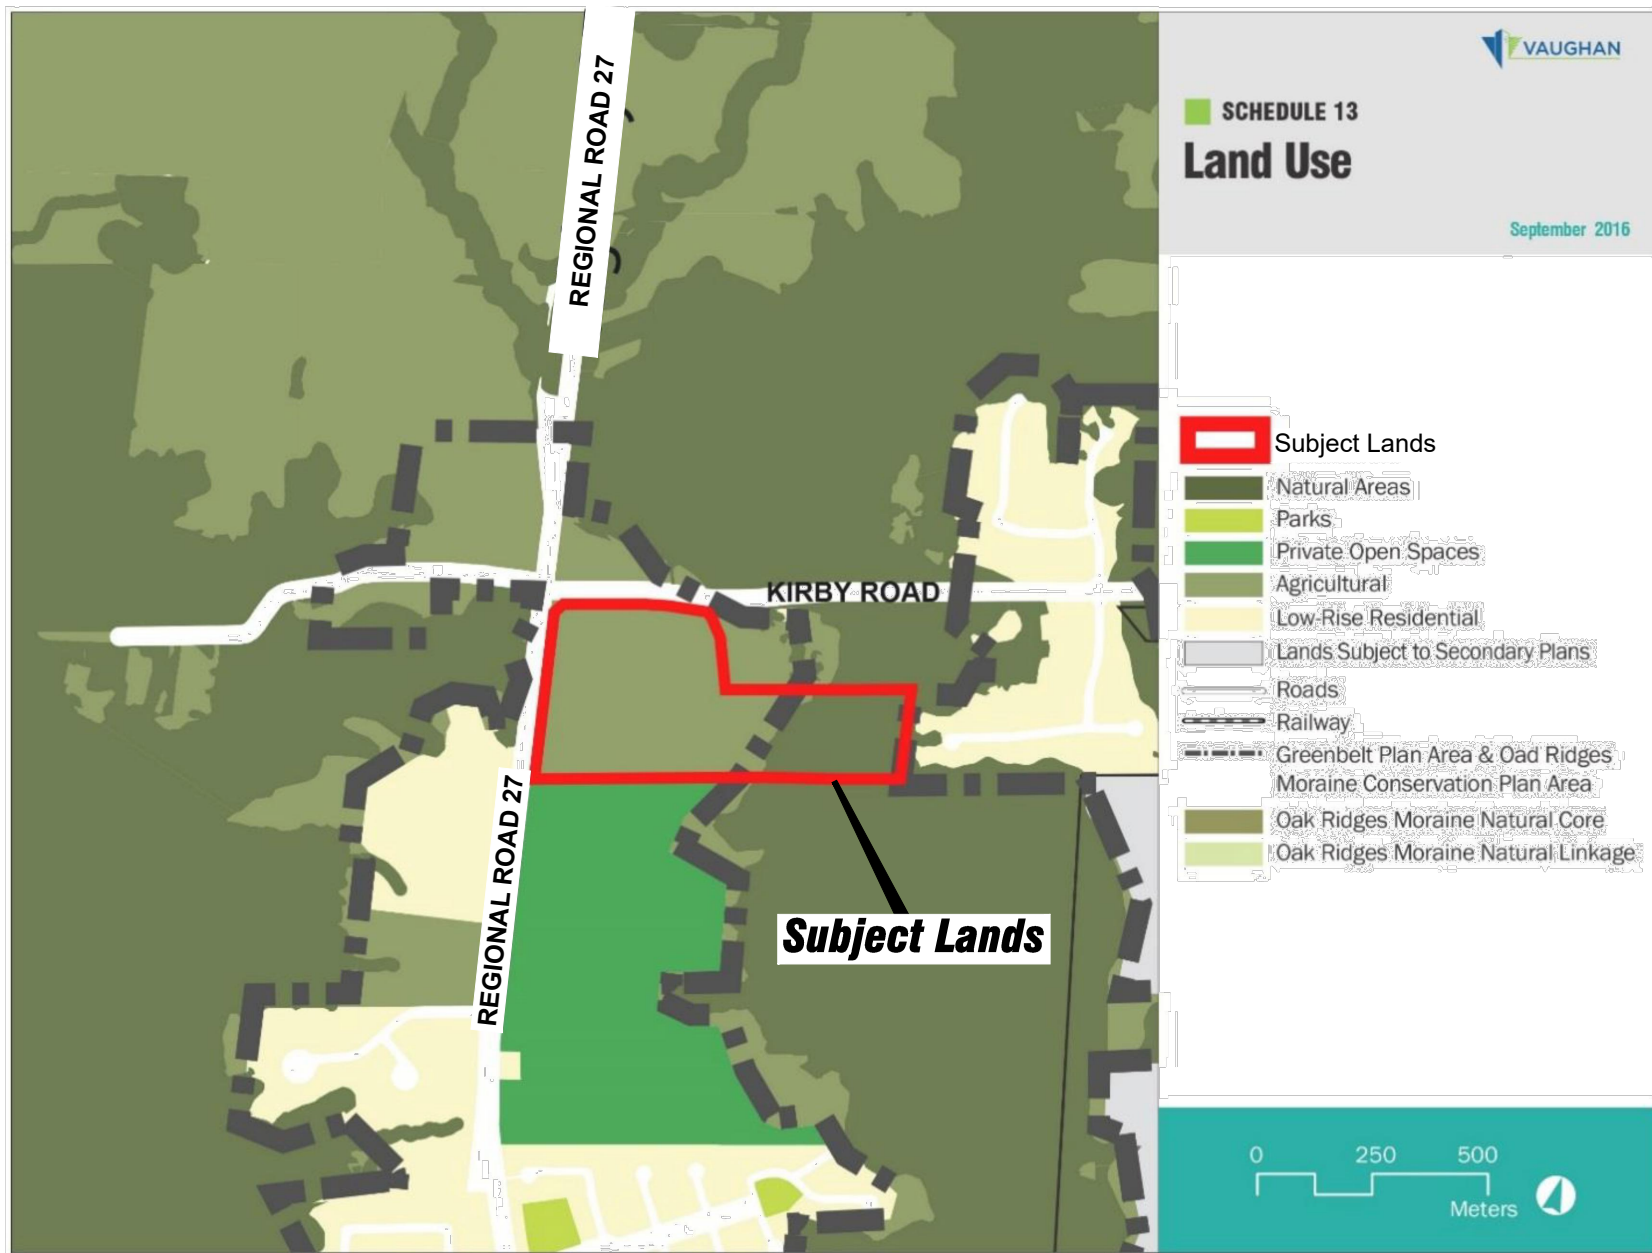 VAUGHAN
SCHEDULE 13
Land Use
September 2016
REGIONAL ROAD 27
KIRBY ROAD
REGIONAL ROAD 27
Subject Lands
Subject Lands
Natural Areas
Parks
Private Open Spaces
Agricultural
Low-Rise Residential
Lands Subject to Secondary Plans
Roads
Railway
Greenbelt Plan Area & Oad Ridges
Moraine Conservation Plan Area
Oak Ridges Moraine Natural Core
Oak Ridges Moraine Natural Linkage
0 250 500
Meters